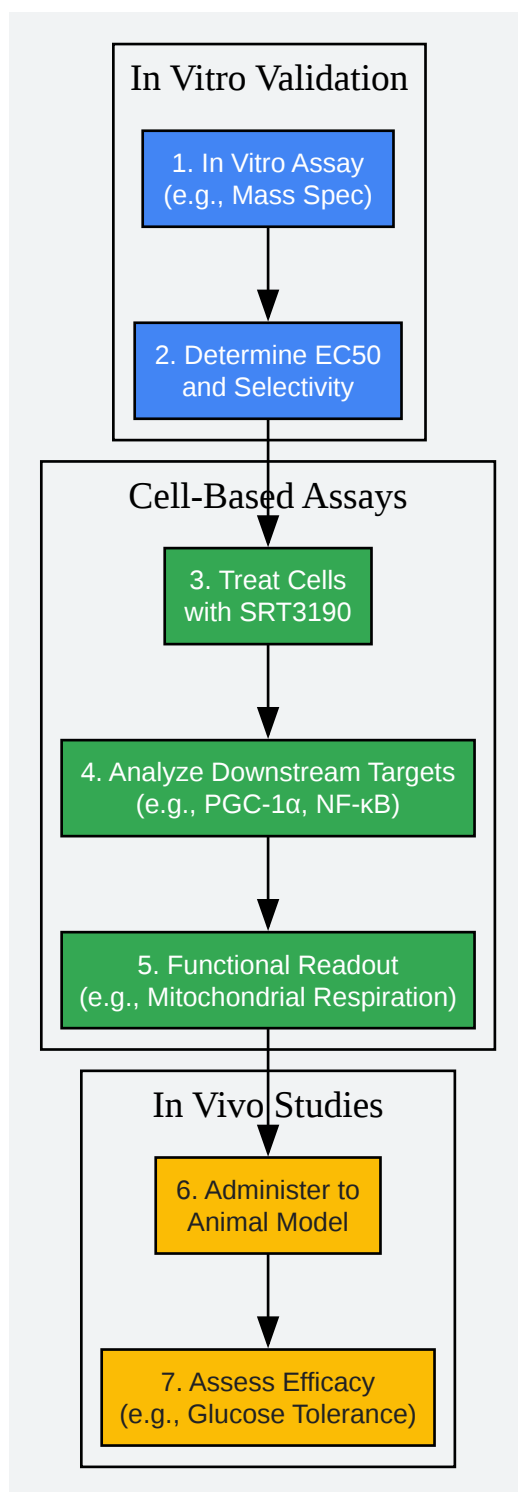 In Vitro Validation
1. In Vitro Assay
(e.g., Mass Spec)
2. Determine EC50
and Selectivity
Cell-Based Assays
3. Treat Cells
with SRT3190
4. Analyze Downstream Targets
(e.g., PGC-1α, NF-κB)
5. Functional Readout
(e.g., Mitochondrial Respiration)
In Vivo Studies
6. Administer to
Animal Model
7. Assess Efficacy
(e.g., Glucose Tolerance)